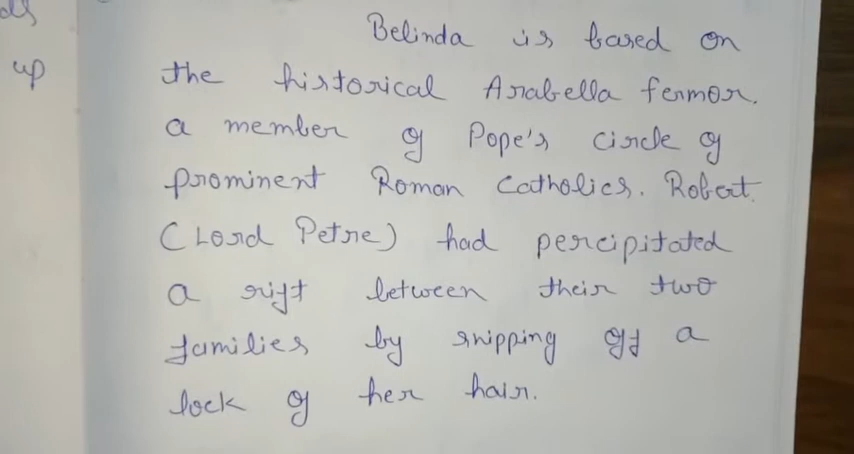 Belinda is based on
up
the historical Arabella fermor.
a member of Pope's circle of
prominent Roman Catholics. Robert.
(Lord Petre) had percipitated
a rift between their two
families by snipping off a
lock of her hair.